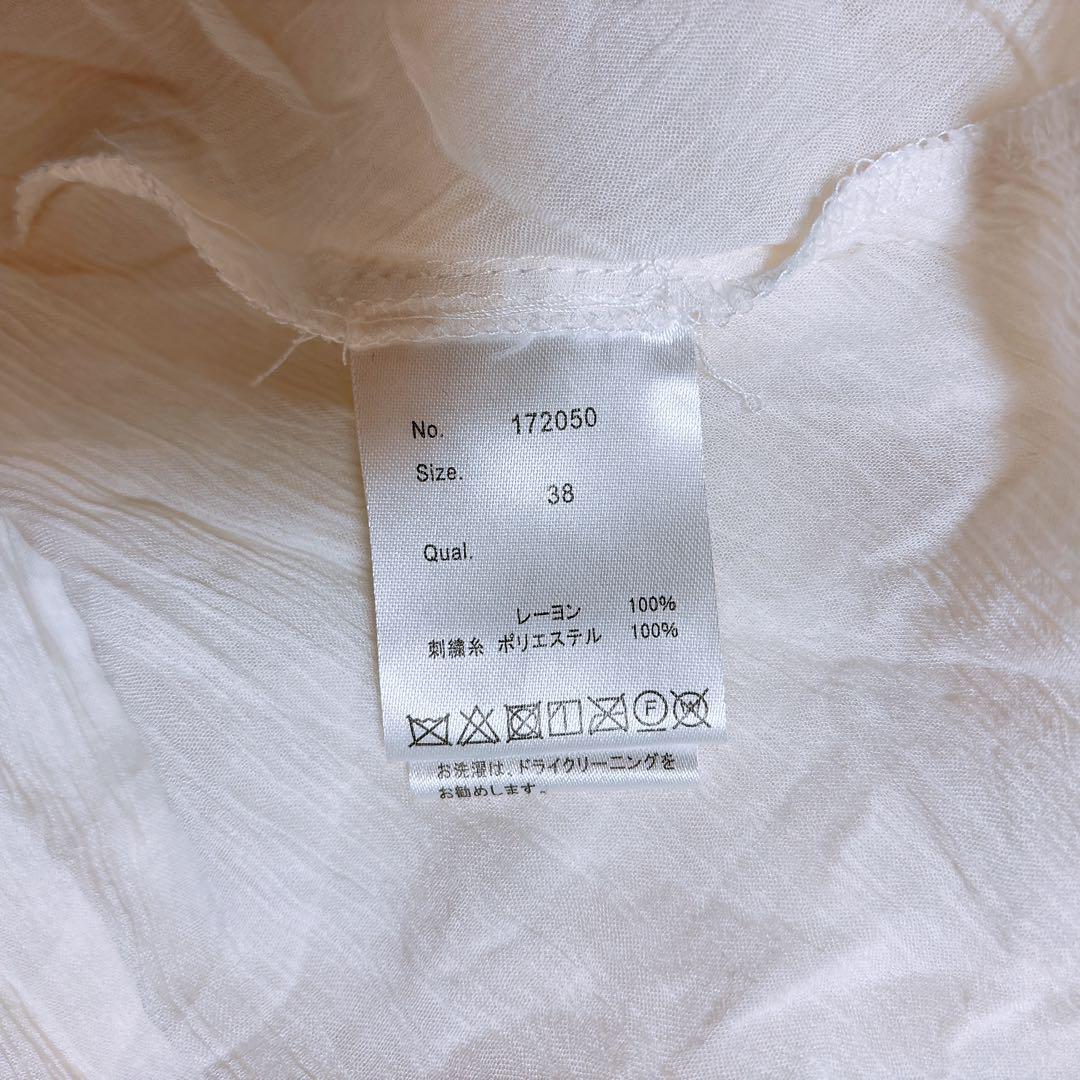 No. 172050
Size.
38
Qual.
レーヨン 100%
刺繍糸 ポリエステル 100%
F W
お洗濯は、ドライクリーニングを
お勧めします。